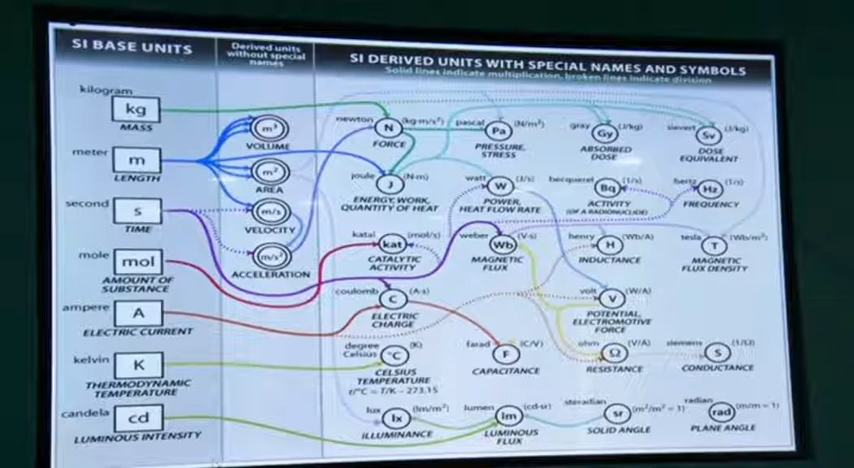 SI BASE UNITS
Derived units
without special
names
SI DERIVED UNITS WITH SPECIAL NAMES AND SYMBOLS
Solid lines indicate multiplication, broken lines indicate division
kilogram
kg
MASS
meter
m
LENGTH
second
s
TIME
mole
mol
AMOUNT OF
SUBSTANCE
ampere
A
ELECTRIC CURRENT
kelvin
K
THERMODYNAMIC
TEMPERATURE
candela
cd
LUMINOUS INTENSITY
m³
VOLUME
m²
AREA
m/s
VELOCITY
m/s²
ACCELERATION
newton N (kg·m/s²)
FORCE
pascal Pa (N/m²)
PRESSURE,
STRESS
gray Gy (J/kg)
ABSORBED
DOSE
sievert Sv (J/kg)
DOSE
EQUIVALENT
joule J (N·m)
ENERGY, WORK,
QUANTITY OF HEAT
watt W (J/s)
POWER,
HEAT FLOW RATE
becquerel Bq (1/s)
ACTIVITY
(OF A RADIONUCLIDE)
hertz Hz (1/s)
FREQUENCY
katal kat (mol/s)
CATALYTIC
ACTIVITY
weber Wb (V·s)
MAGNETIC
FLUX
henry H (Wb/A)
INDUCTANCE
tesla T (Wb/m²)
MAGNETIC
FLUX DENSITY
coulomb C (A·s)
ELECTRIC
CHARGE
volt V (W/A)
POTENTIAL,
ELECTROMOTIVE
FORCE
degree
Celsius °C (K)
CELSIUS
TEMPERATURE
t/°C = T/K - 273.15
farad F (C/V)
CAPACITANCE
ohm Ω (V/A)
RESISTANCE
siemens S (1/Ω)
CONDUCTANCE
lux lx (lm/m²)
ILLUMINANCE
lumen lm (cd·sr)
LUMINOUS
FLUX
steradian sr (m²/m² = 1)
SOLID ANGLE
radian rad (m/m = 1)
PLANE ANGLE